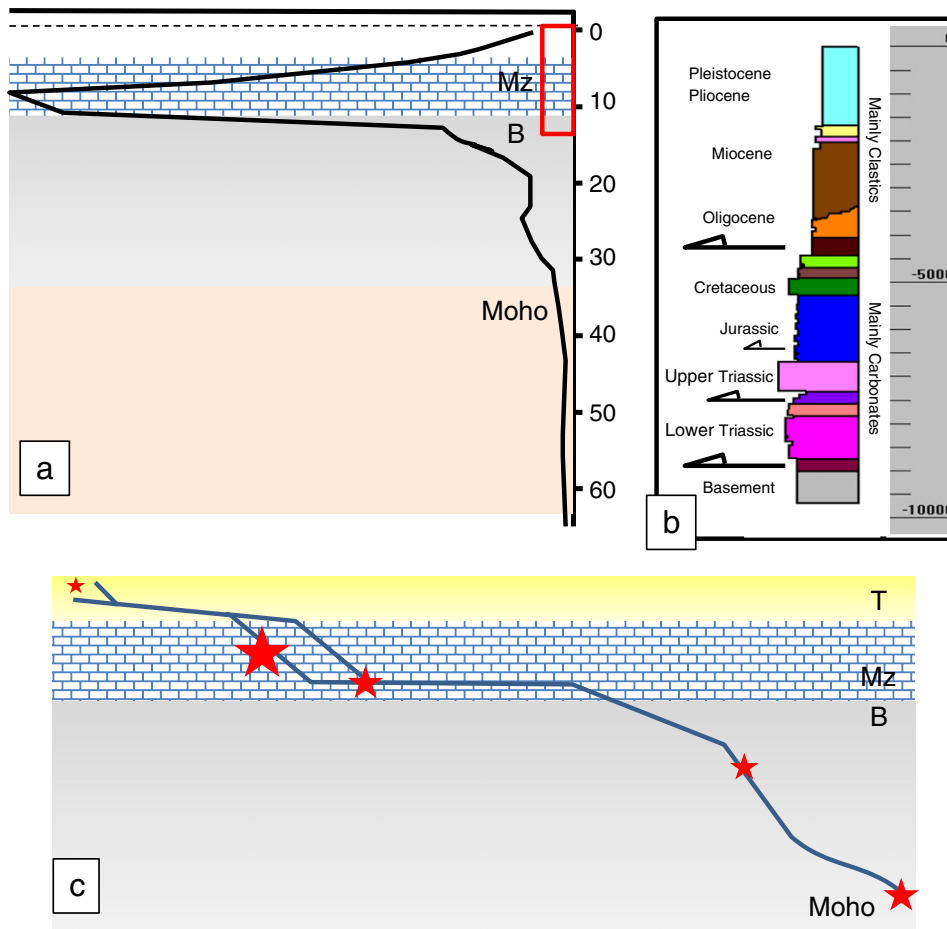 0
Mz
10
B
20
30
Moho
40
50
60
a
Pleistocene
Pliocene
Miocene
Oligocene
Cretaceous
Jurassic
Upper Triassic
Lower Triassic
Basement
Mainly Clastics
Mainly Carbonates
-5000
-10000
b
T
Mz
B
Moho
c